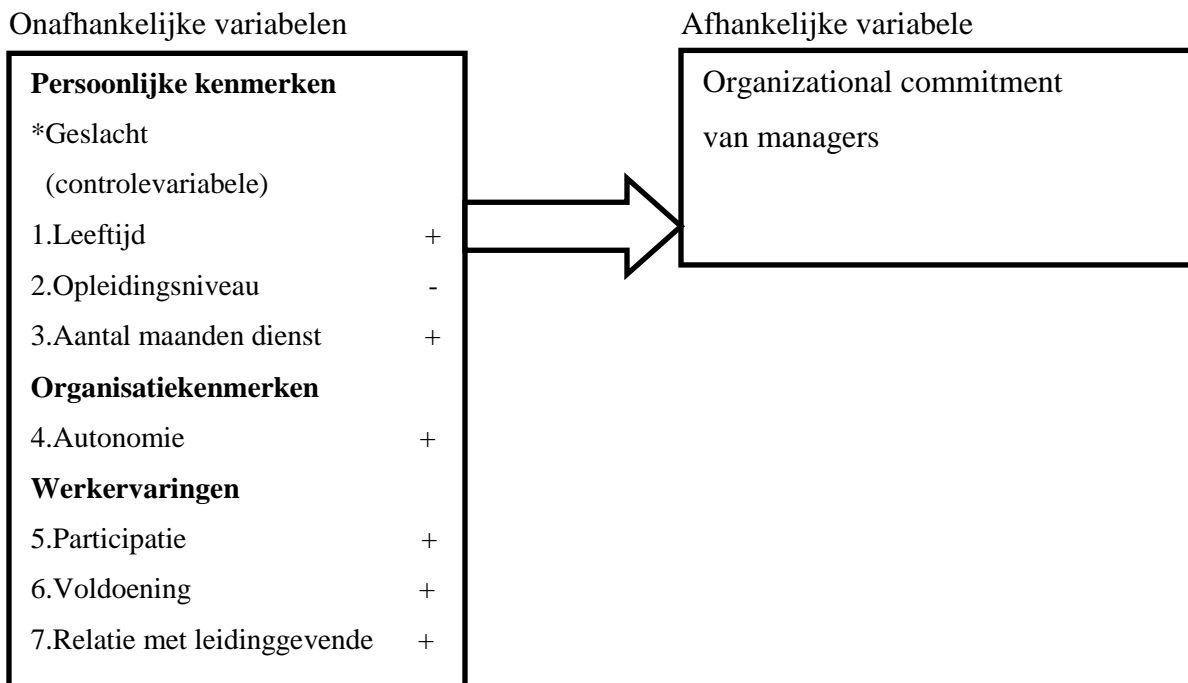 Onafhankelijke variabelen
Persoonlijke kenmerken
*Geslacht
(controlevariabele)
1.Leeftijd +
2.Opleidingsniveau -
3.Aantal maanden dienst +
Organisatiekenmerken
4.Autonomie +
Werkervaringen
5.Participatie +
6.Voldoening +
7.Relatie met leidinggevende +
Afhankelijke variabele
Organizational commitment
van managers